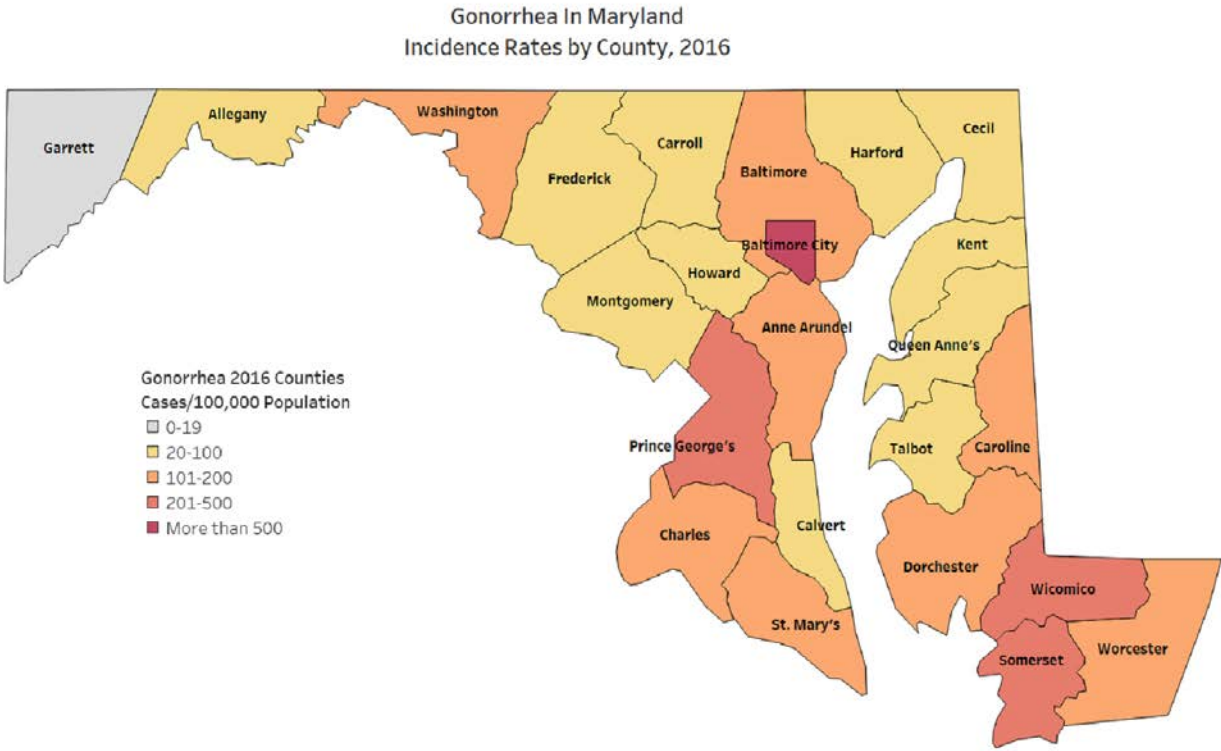 Gonorrhea In Maryland
Incidence Rates by County, 2016
Garrett
Allegany
Washington
Frederick
Carroll
Baltimore
Harford
Cecil
Baltimore City
Kent
Howard
Montgomery
Anne Arundel
Queen Anne's
Gonorrhea 2016 Counties
Cases/100,000 Population
0-19
20-100
101-200
201-500
More than 500
Prince George's
Talbot
Caroline
Charles
Calvert
Dorchester
Wicomico
St. Mary's
Somerset
Worcester